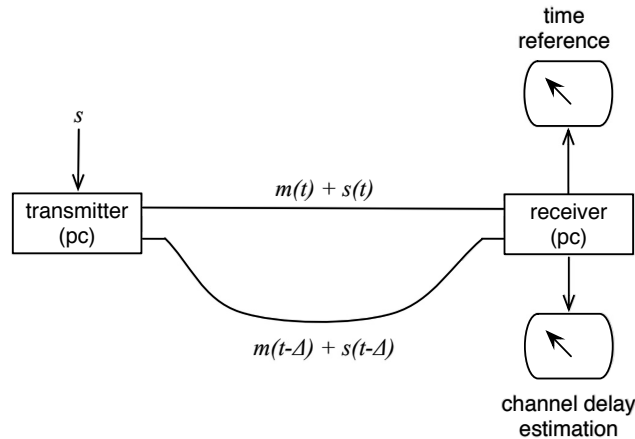 time
reference
s
m(t) + s(t)
transmitter
(pc)
receiver
(pc)
m(t-Δ) + s(t-Δ)
channel delay
estimation